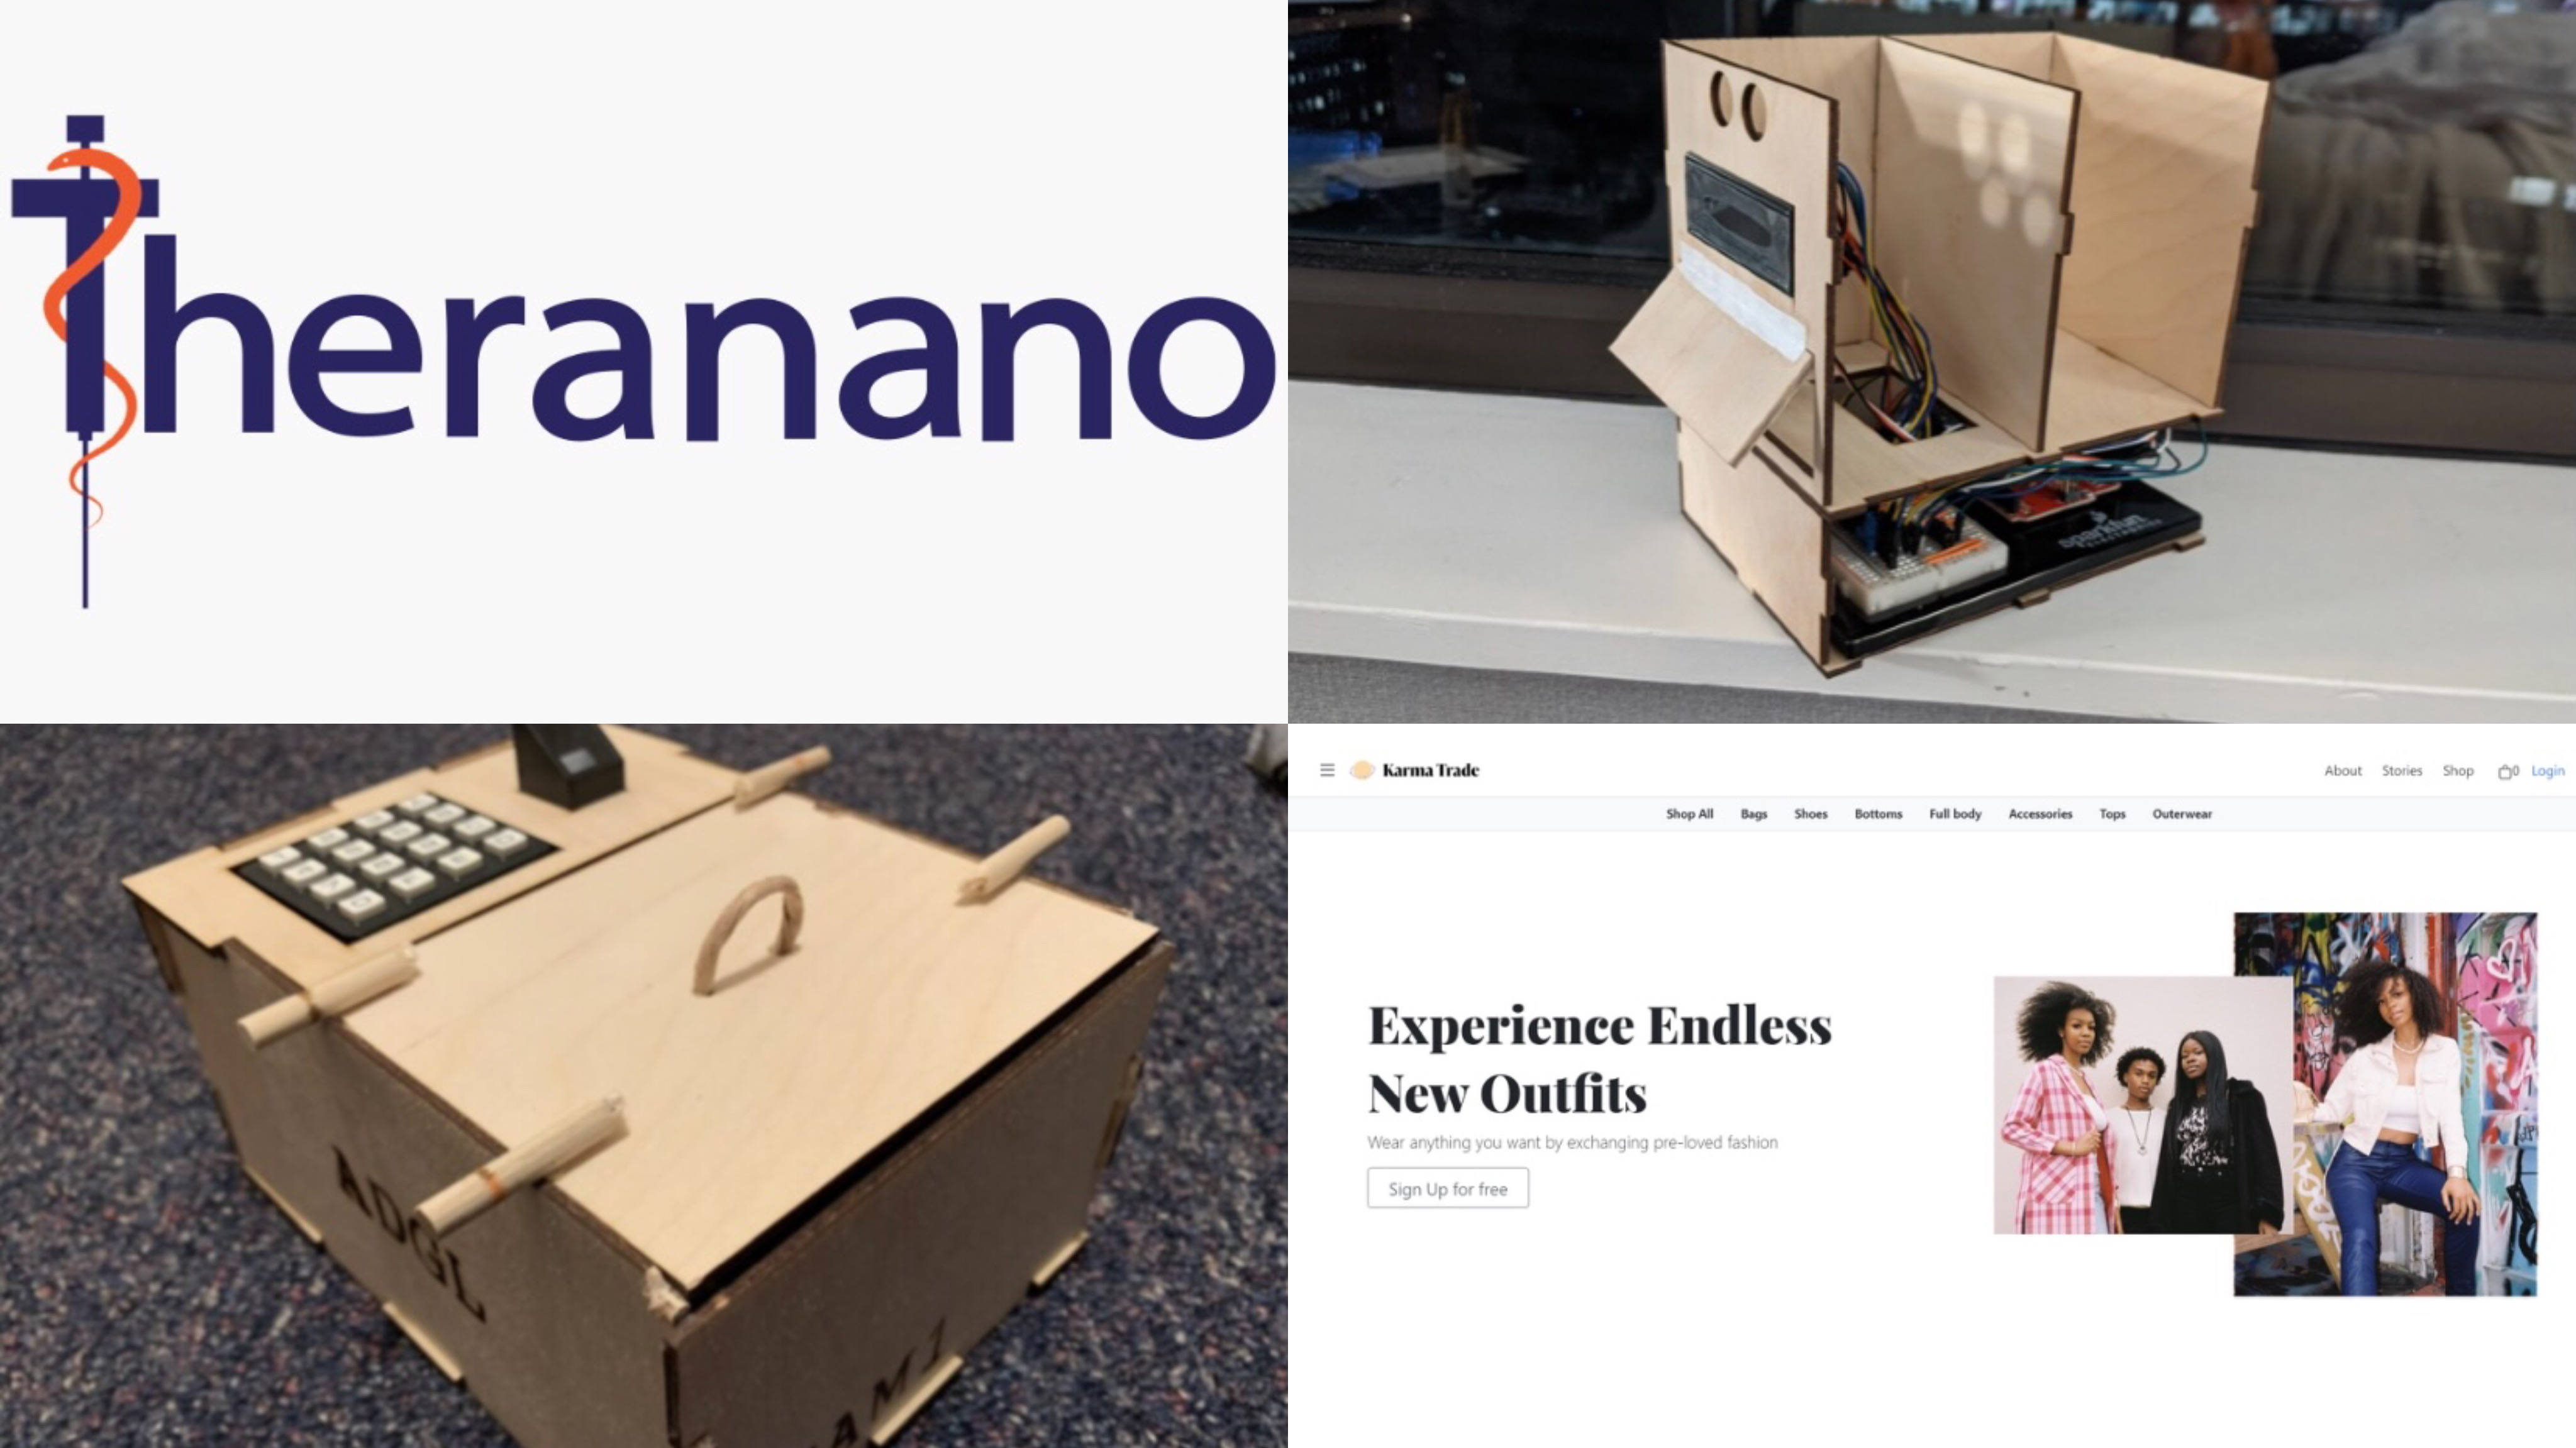 Theranano
sparkfun
ELECTRONICS
ADGL
Karma Trade
About Stories Shop 0 Login
Shop All Bags Shoes Bottoms Full body Accessories Tops Outerwear
Experience Endless
New Outfits
Wear anything you want by exchanging pre-loved fashion
Sign Up for free